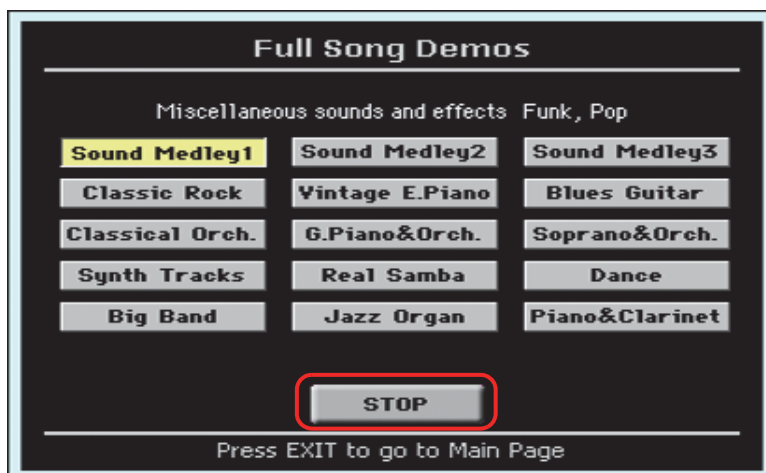 Full Song Demos
Miscellaneous sounds and effects Funk, Pop
Sound Medley1 Sound Medley2 Sound Medley3
Classic Rock Vintage E.Piano Blues Guitar
Classical Orch. G.Piano&Orch. Soprano&Orch.
Synth Tracks Real Samba Dance
Big Band Jazz Organ Piano&Clarinet
STOP
Press EXIT to go to Main Page